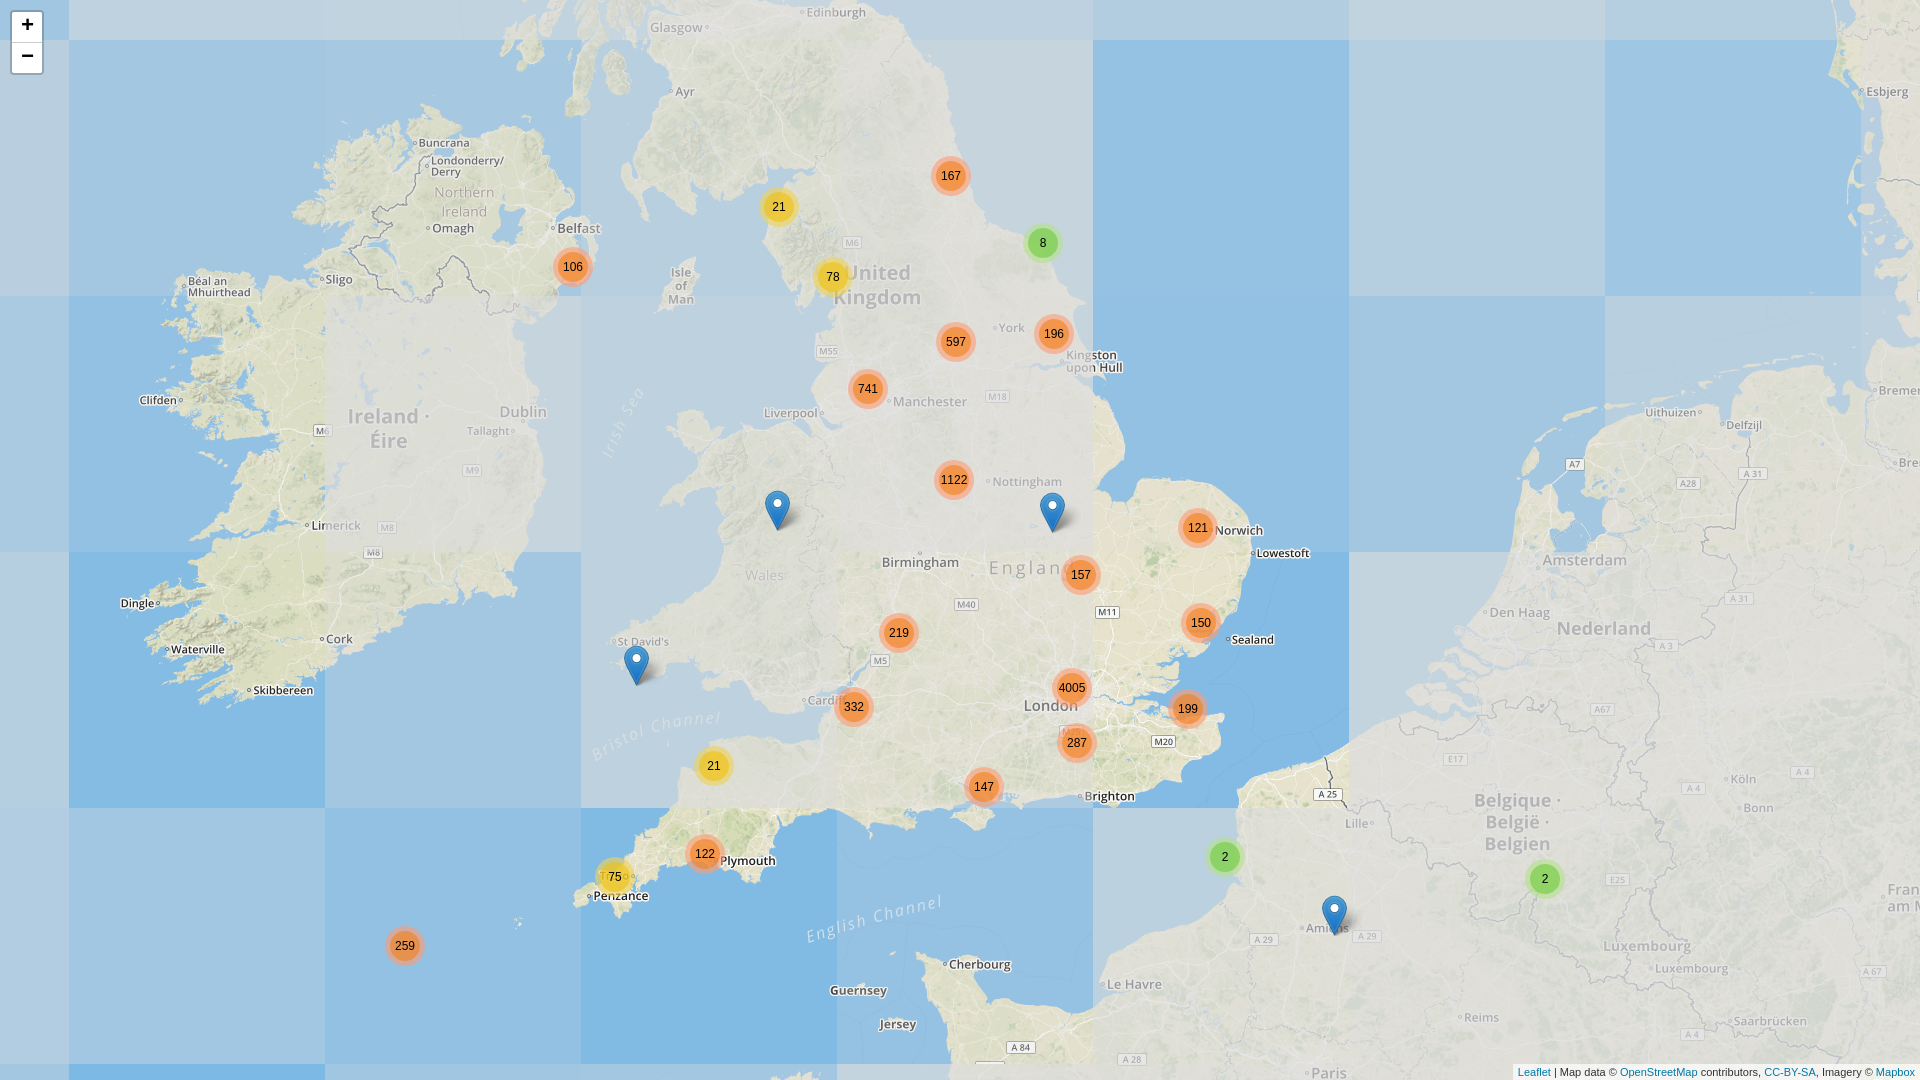 +
−
Edinburgh
Glasgow
Ayr
Esbjerg
Buncrana
Londonderry/
Derry
Northern
Ireland
Omagh
Belfast
167
21
8
106
78
M6
United
Kingdom
Isle
of
Man
Sligo
Béal an
Mhuirthead
597
York
196
Kingston
upon Hull
M55
741
Manchester
M18
Liverpool
Clifden
Ireland ·
Éire
Dublin
Tallaght
M6
M9
Irish Sea
Bremer
Uithuizen
Delfzijl
A7
A 31
A28
Bre
1122
Nottingham
Limerick
M8
M8
121
Norwich
Lowestoft
Birmingham
England
157
Wales
M40
M11
Amsterdam
A 31
Den Haag
Nederland
A 3
Dingle
Cork
Waterville
Skibbereen
St David's
219
M5
150
Sealand
Cardiff
332
4005
London
199
A67
Bristol Channel
287
M20
E17
21
147
Brighton
A 25
Köln
A 4
A 4
Bonn
Belgique ·
België ·
Belgien
Lille
122
Plymouth
75
Penzance
2
2
E25
Fran
am M
English Channel
259
Amiens
A 29
A 29
Luxembourg
Luxembourg
A 67
Cherbourg
Le Havre
Guernsey
Jersey
Reims
Saarbrücken
A 4
A 84
A 28
Paris
Leaflet | Map data © OpenStreetMap contributors, CC-BY-SA, Imagery © Mapbox